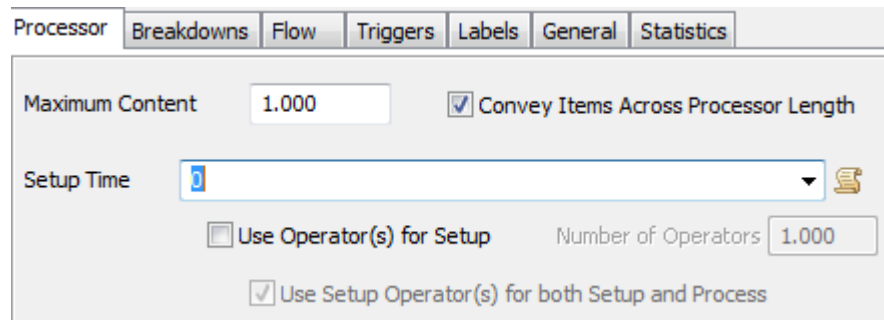 Processor Breakdowns Flow Triggers Labels General Statistics
Maximum Content 1.000 Convey Items Across Processor Length
Setup Time 0
Use Operator(s) for Setup Number of Operators 1.000
Use Setup Operator(s) for both Setup and Process